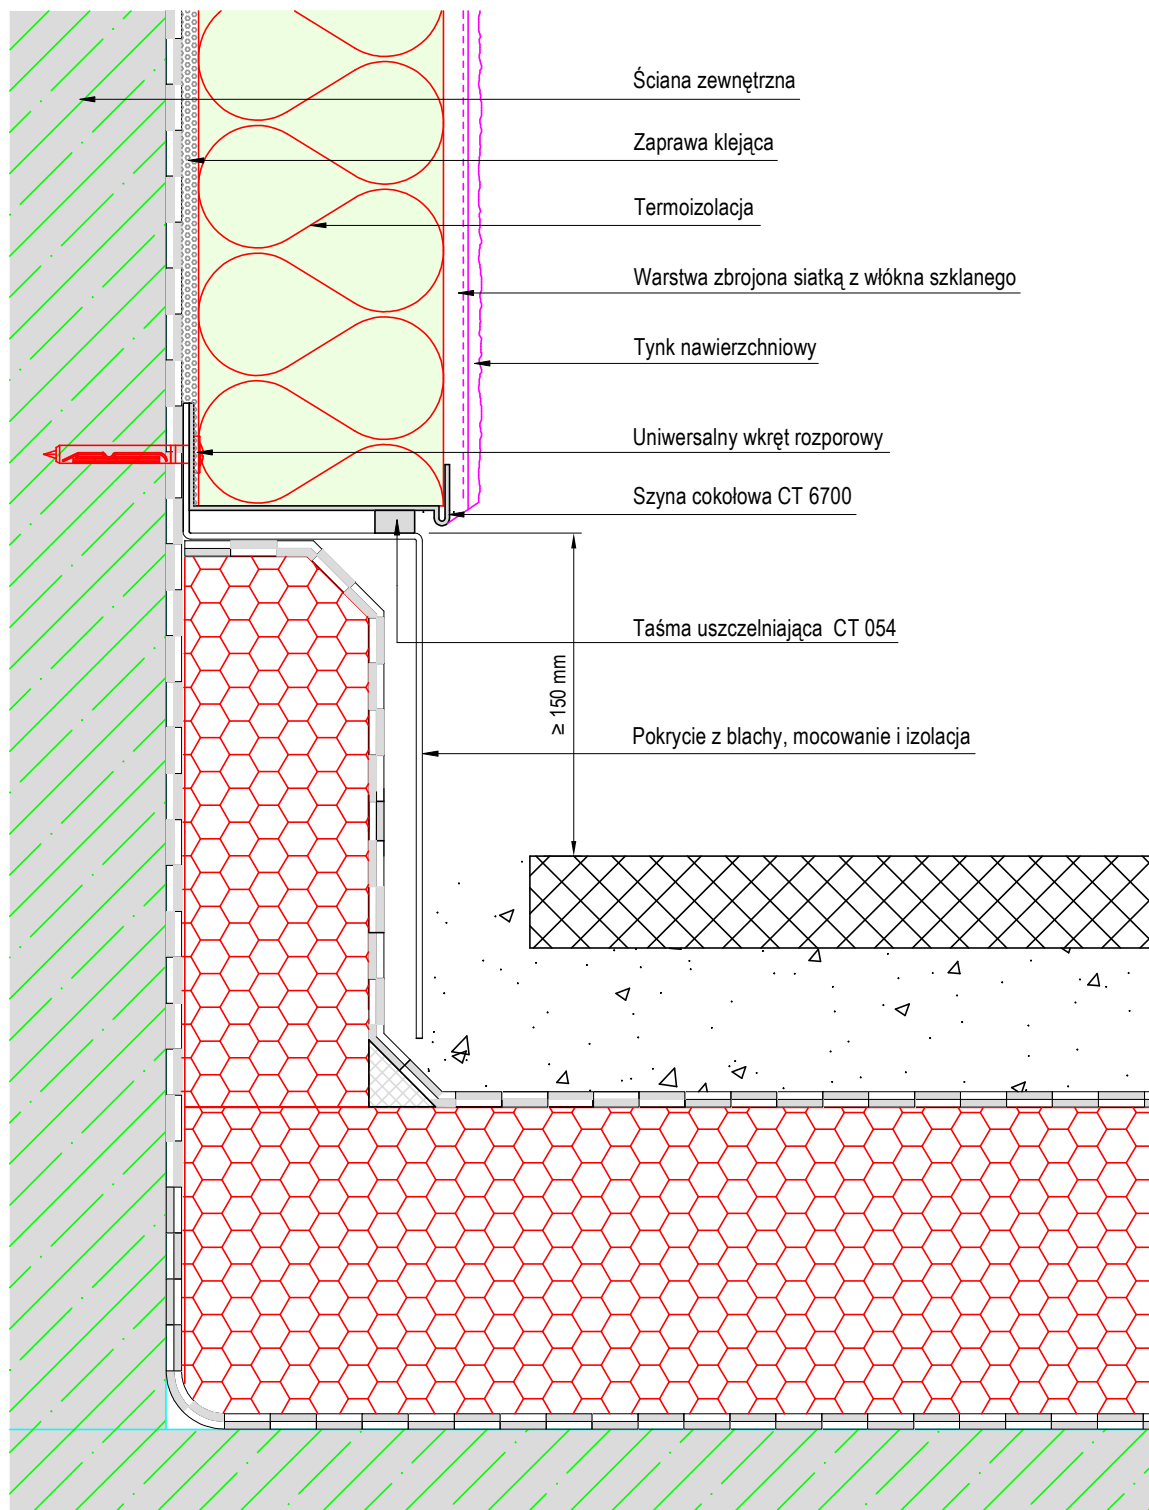 Ściana zewnętrzna
Zaprawa klejąca
Termoizolacja
Warstwa zbrojona siatką z włókna szklanego
Tynk nawierzchniowy
Uniwersalny wkręt rozporowy
Szyna cokołowa CT 6700
Taśma uszczelniająca CT 054
≥ 150 mm
Pokrycie z blachy, mocowanie i izolacja